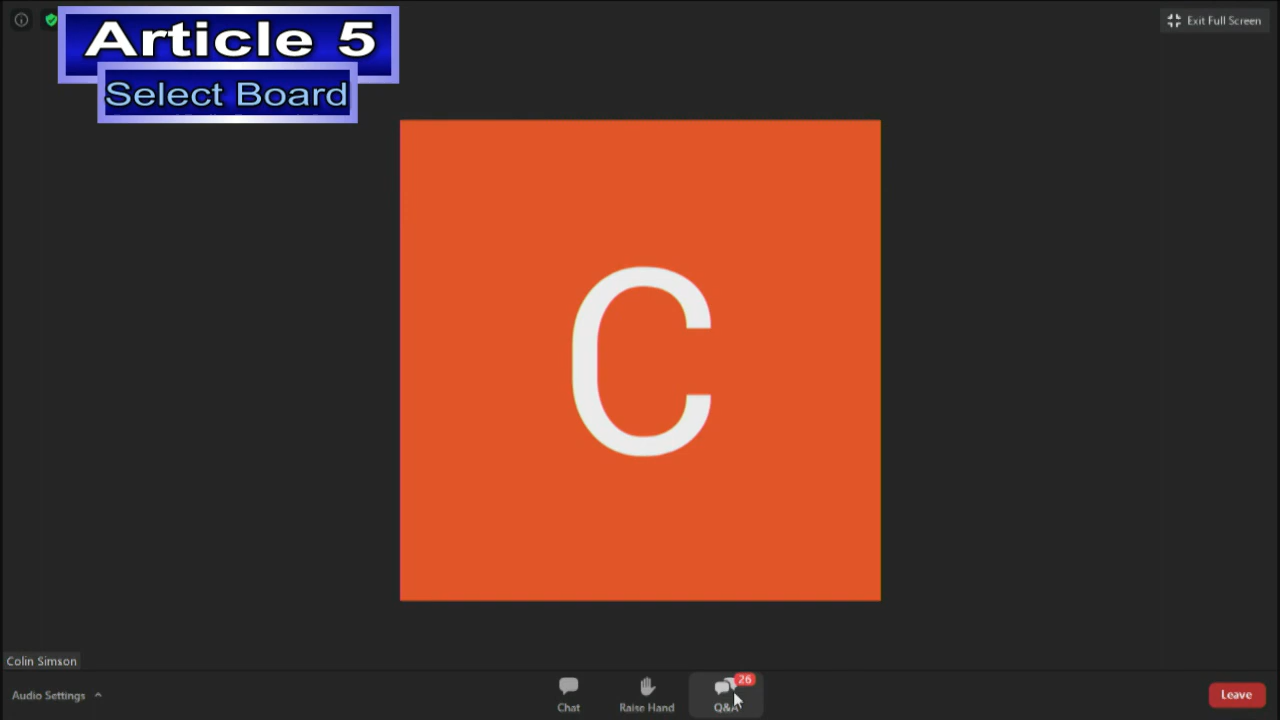 Article 5
Select Board
Exit Full Screen
C
Colin Simson
Audio Settings
Chat
Raise Hand
26
Q&A
Leave